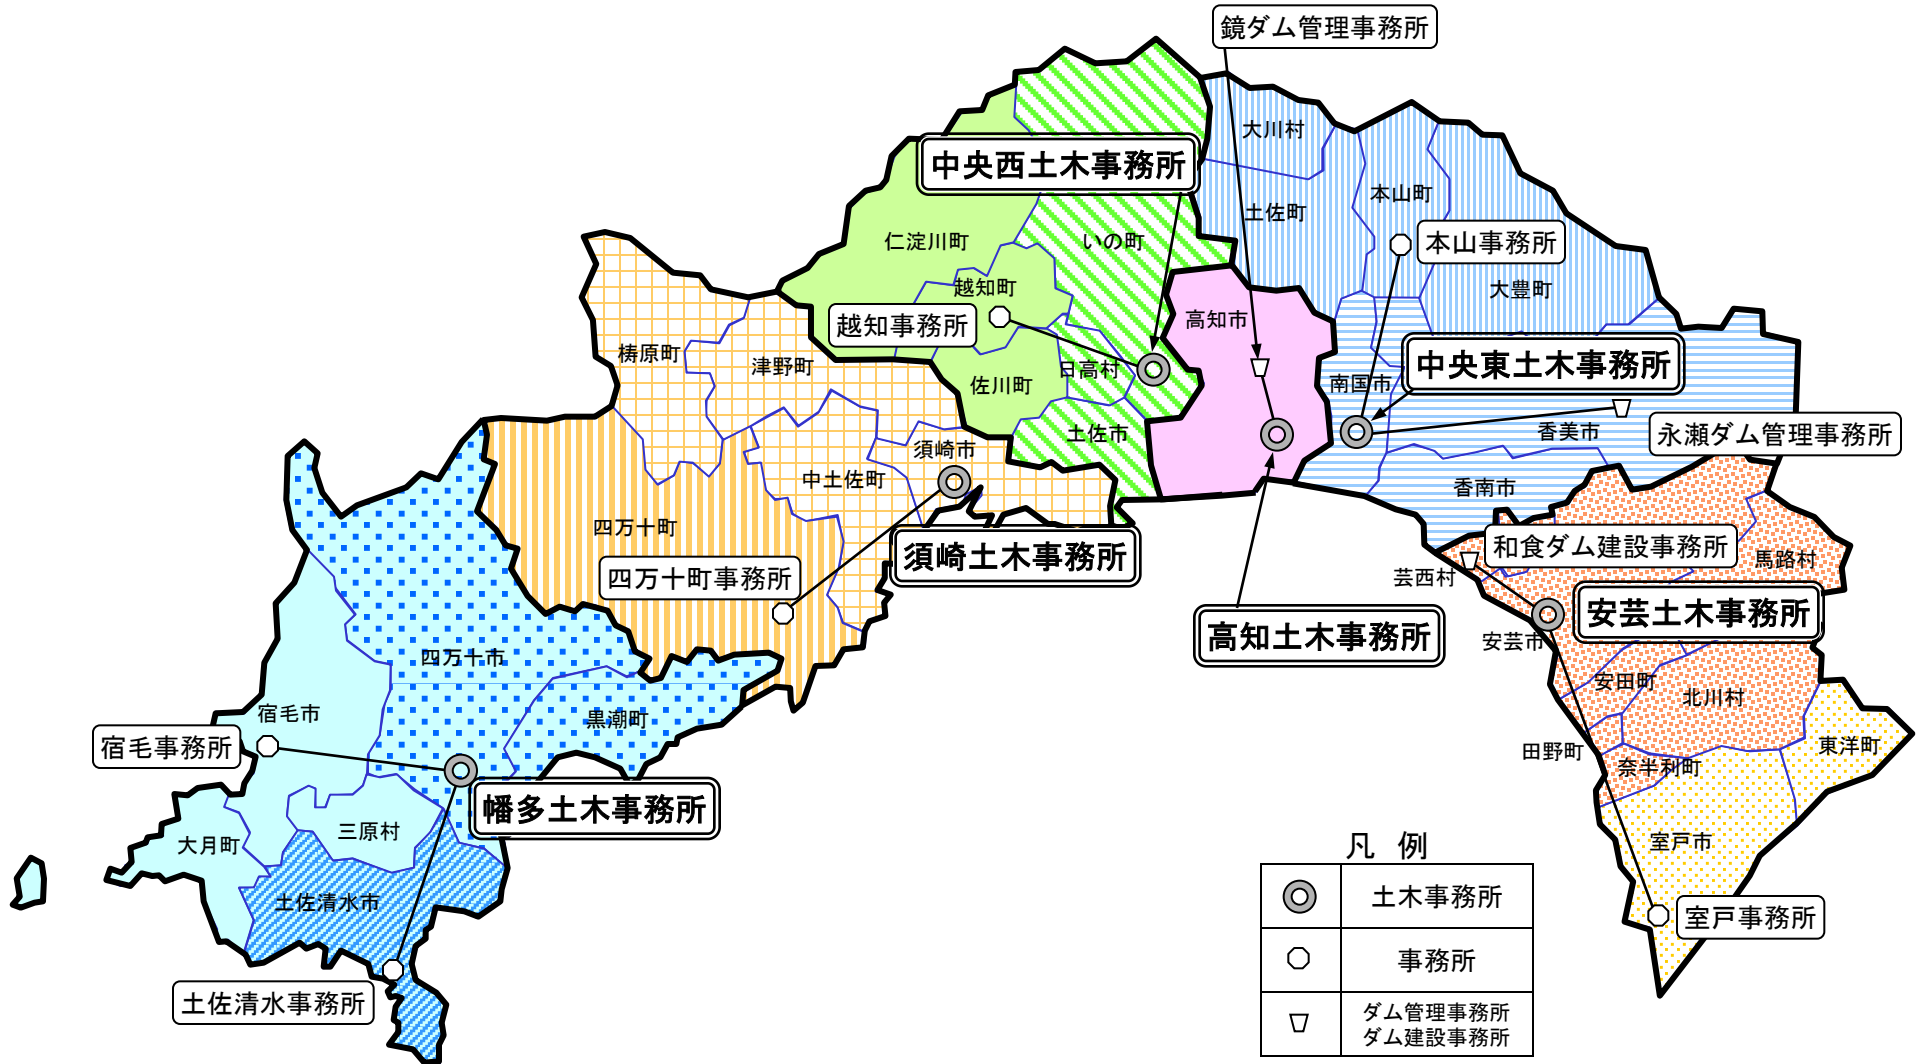 鏡ダム管理事務所
大川村
中央西土木事務所
本山町
土佐町
仁淀川町
いの町
本山事務所
越知町
大豊町
越知事務所
高知市
梼原町
津野町
中央東土木事務所
日高村
佐川町
南国市
香美市
永瀬ダム管理事務所
土佐市
須崎市
中土佐町
香南市
四万十町
和食ダム建設事務所
須崎土木事務所
馬路村
四万十町事務所
芸西村
安芸土木事務所
高知土木事務所
安芸市
四万十市
安田町
北川村
宿毛市
黒潮町
宿毛事務所
東洋町
田野町
奈半利町
幡多土木事務所
三原村
大月町
室戸市
凡 例
土木事務所
土佐清水市
室戸事務所
事務所
土佐清水事務所
ダム管理事務所
ダム建設事務所